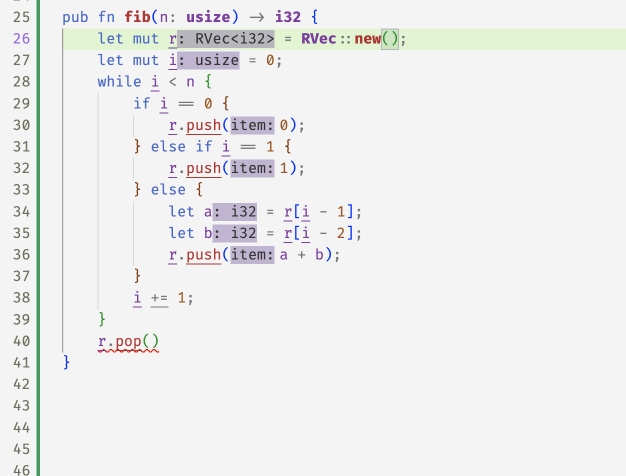 25 pub fn fib(n: usize) -> i32 {
26     let mut r: RVec<i32> = RVec::new();
27     let mut i: usize = 0;
28     while i < n {
29         if i == 0 {
30             r.push(item: 0);
31         } else if i == 1 {
32             r.push(item: 1);
33         } else {
34             let a: i32 = r[i - 1];
35             let b: i32 = r[i - 2];
36             r.push(item: a + b);
37         }
38         i += 1;
39     }
40     r.pop()
41 }
42
43
44
45
46